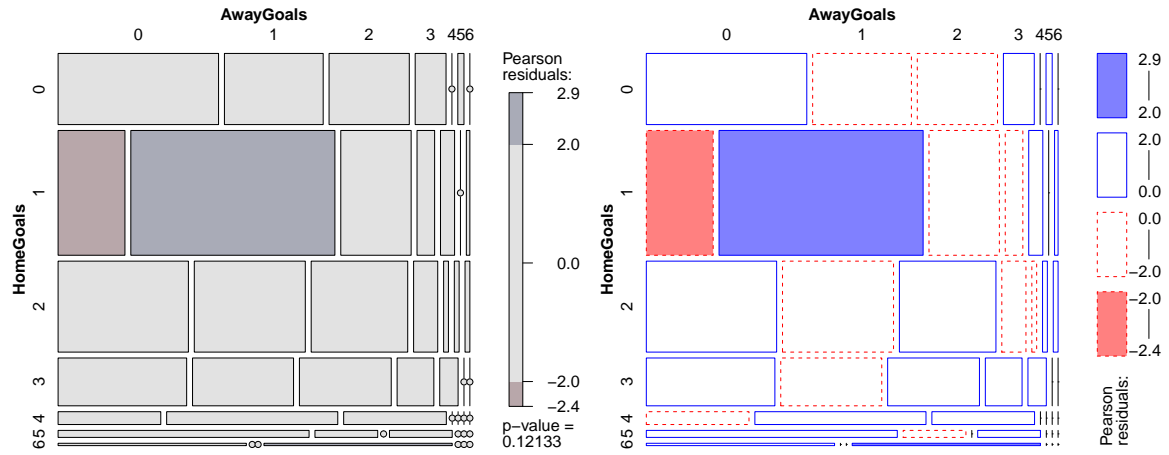 AwayGoals
0 1 2 3 456
HomeGoals
0
1
2
3
4
65
Pearson
residuals:
2.9
2.0
0.0
−2.0
−2.4
p−value =
0.12133
AwayGoals
0 1 2 3 456
HomeGoals
0
1
2
3
4
65
2.9
2.0
2.0
0.0
0.0
−2.0
−2.0
−2.4
Pearson
residuals: